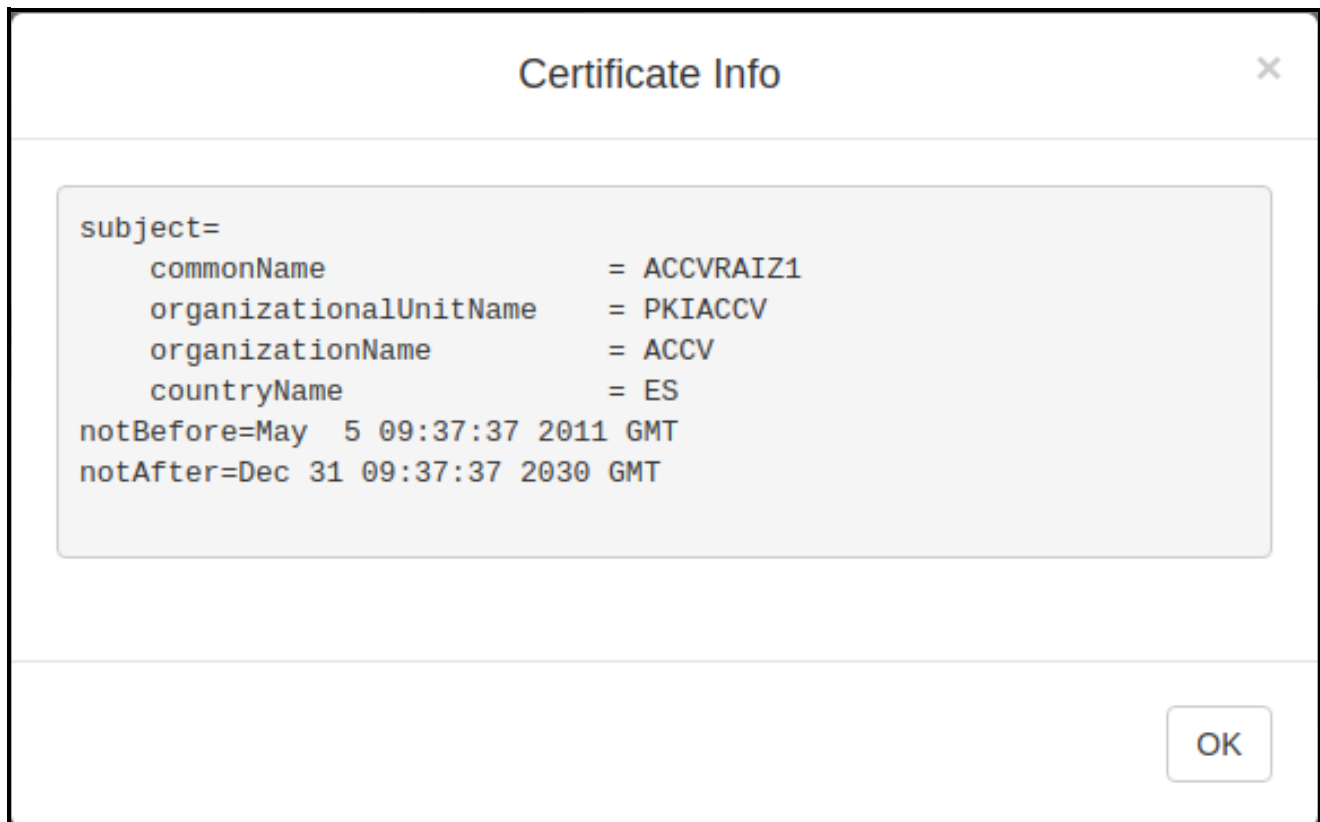 Certificate Info
×
subject=
    commonName                = ACCVRAIZ1
    organizationalUnitName    = PKIACCV
    organizationName          = ACCV
    countryName               = ES
notBefore=May  5 09:37:37 2011 GMT
notAfter=Dec 31 09:37:37 2030 GMT
OK